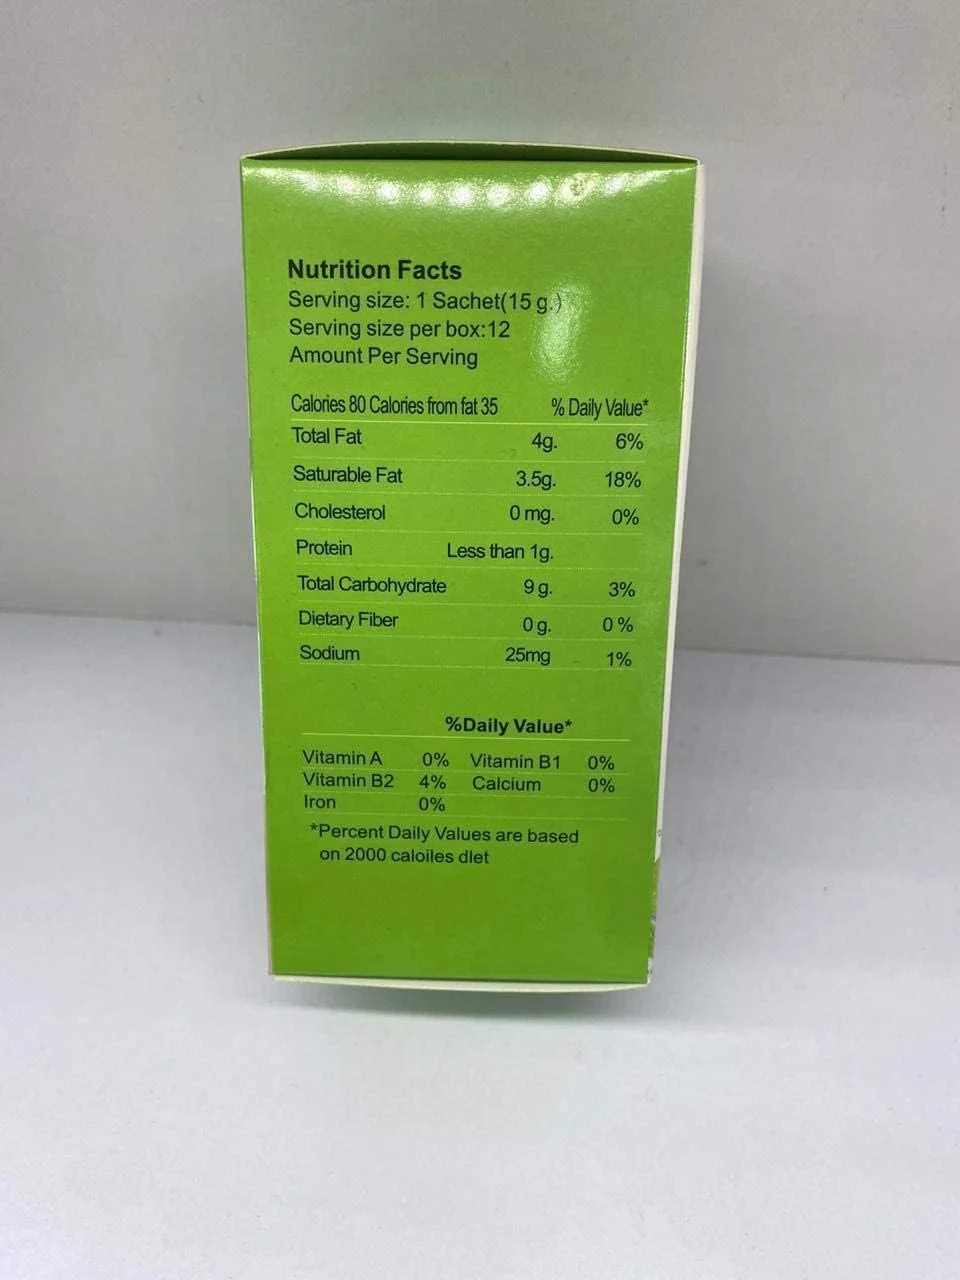 Nutrition Facts
Serving size: 1 Sachet(15 g.)
Serving size per box:12
Amount Per Serving
Calories 80 Calories from fat 35 % Daily Value*
Total Fat 4g. 6%
Saturable Fat 3.5g. 18%
Cholesterol 0 mg. 0%
Protein Less than 1g.
Total Carbohydrate 9 g. 3%
Dietary Fiber 0 g. 0 %
Sodium 25mg 1%
%Daily Value*
Vitamin A 0% Vitamin B1 0%
Vitamin B2 4% Calcium 0%
Iron 0%
*Percent Daily Values are based
on 2000 caloiles dlet